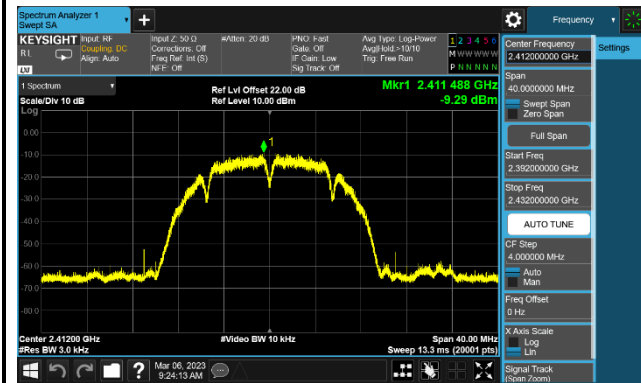 Spectrum Analyzer 1
Swept SA
+
Frequency
KEYSIGHT
Input: RF
Input Z: 50 Ω
#Atten: 20 dB
PNO: Fast
Avg Type: Log-Power
1 2 3 4 5 6
R L
Coupling: DC
Corrections: Off
Gate: Off
Avg|Hold:>10/10
M W W W W W
Align: Auto
Freq Ref: Int (S)
IF Gain: Low
Trig: Free Run
NFE: Off
Sig Track: Off
P N N N N N
LXI
1 Spectrum
Ref Lvl Offset 22.00 dB
Mkr1 2.411 488 GHz
Scale/Div 10 dB
Ref Level 10.00 dBm
-9.29 dBm
Log
1
0.00
-10.0
-20.0
-30.0
-40.0
-50.0
-60.0
-70.0
-80.0
Center 2.41200 GHz
#Video BW 10 kHz
Span 40.00 MHz
#Res BW 3.0 kHz
Sweep 13.3 ms (20001 pts)
?
Mar 06, 2023
9:24:13 AM
Center Frequency
2.412000000 GHz
Settings
Span
40.0000000 MHz
Swept Span
Zero Span
Full Span
Start Freq
2.392000000 GHz
Stop Freq
2.432000000 GHz
AUTO TUNE
CF Step
4.000000 MHz
Auto
Man
Freq Offset
0 Hz
X Axis Scale
Log
Lin
Signal Track
(Span Zoom)